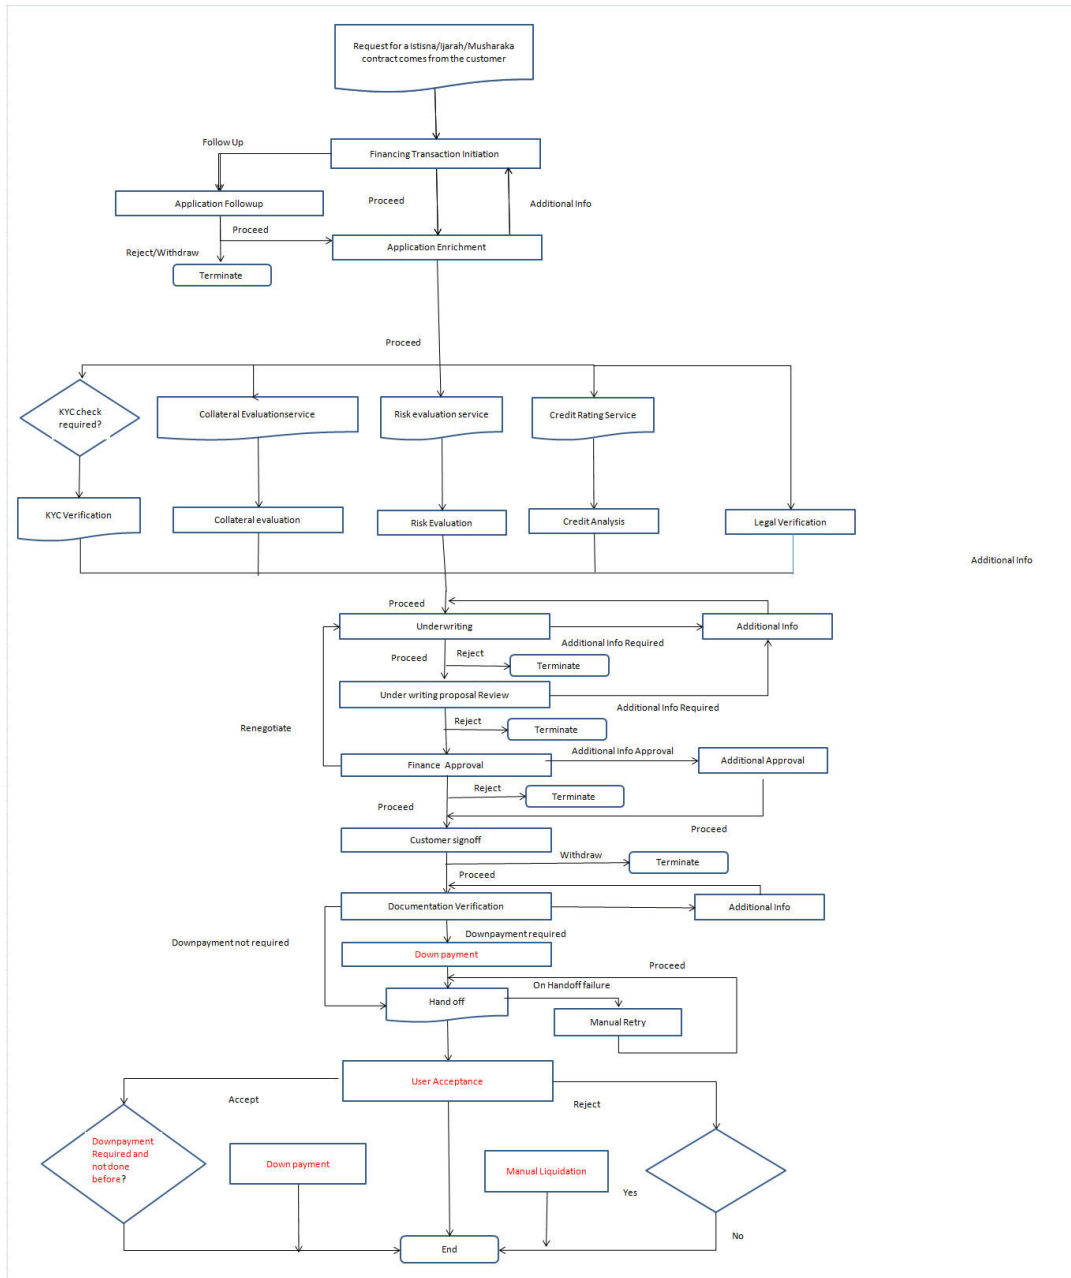 Request for a Istisna/Ijarah/Musharaka
contract comes from the customer
Follow Up
Financing Transaction Initiation
Application Followup
Proceed
Additional Info
Proceed
Application Enrichment
Reject/Withdraw
Terminate
Proceed
KYC check
required?
Collateral Evaluationservice
Risk evaluation service
Credit Rating Service
KYC Verification
Collateral evaluation
Risk Evaluation
Credit Analysis
Legal Verification
Additional Info
Proceed
Underwriting
Additional Info
Additional Info Required
Proceed
Reject
Terminate
Under writing proposal Review
Additional Info Required
Renegotiate
Reject
Terminate
Additional Info Approval
Finance Approval
Additional Approval
Reject
Terminate
Proceed
Proceed
Customer signoff
Withdraw
Terminate
Proceed
Documentation Verification
Additional Info
Downpayment not required
Downpayment required
Down payment
Proceed
On Handoff failure
Hand off
Manual Retry
User Acceptance
Accept
Reject
Downpayment
Required and
not done
before?
Down payment
Manual Liquidation
Yes
No
End